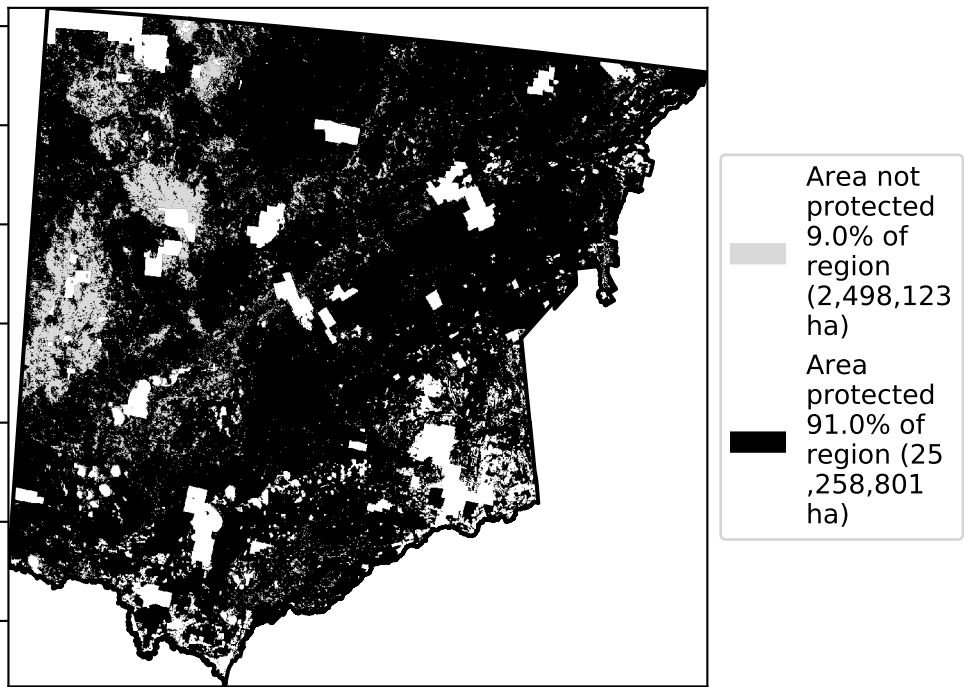 Area not
protected
9.0% of
region
(2,498,123
ha)
Area
protected
91.0% of
region (25
,258,801
ha)